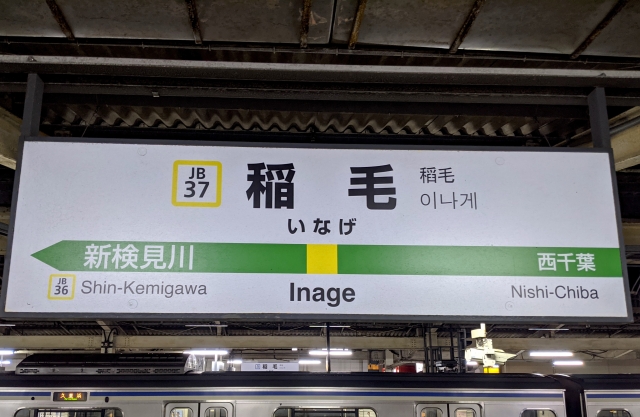 JB
37
稲毛
稻毛
이나게
いなげ
新検見川
西千葉
JB
36
Shin-Kemigawa
Inage
Nishi-Chiba